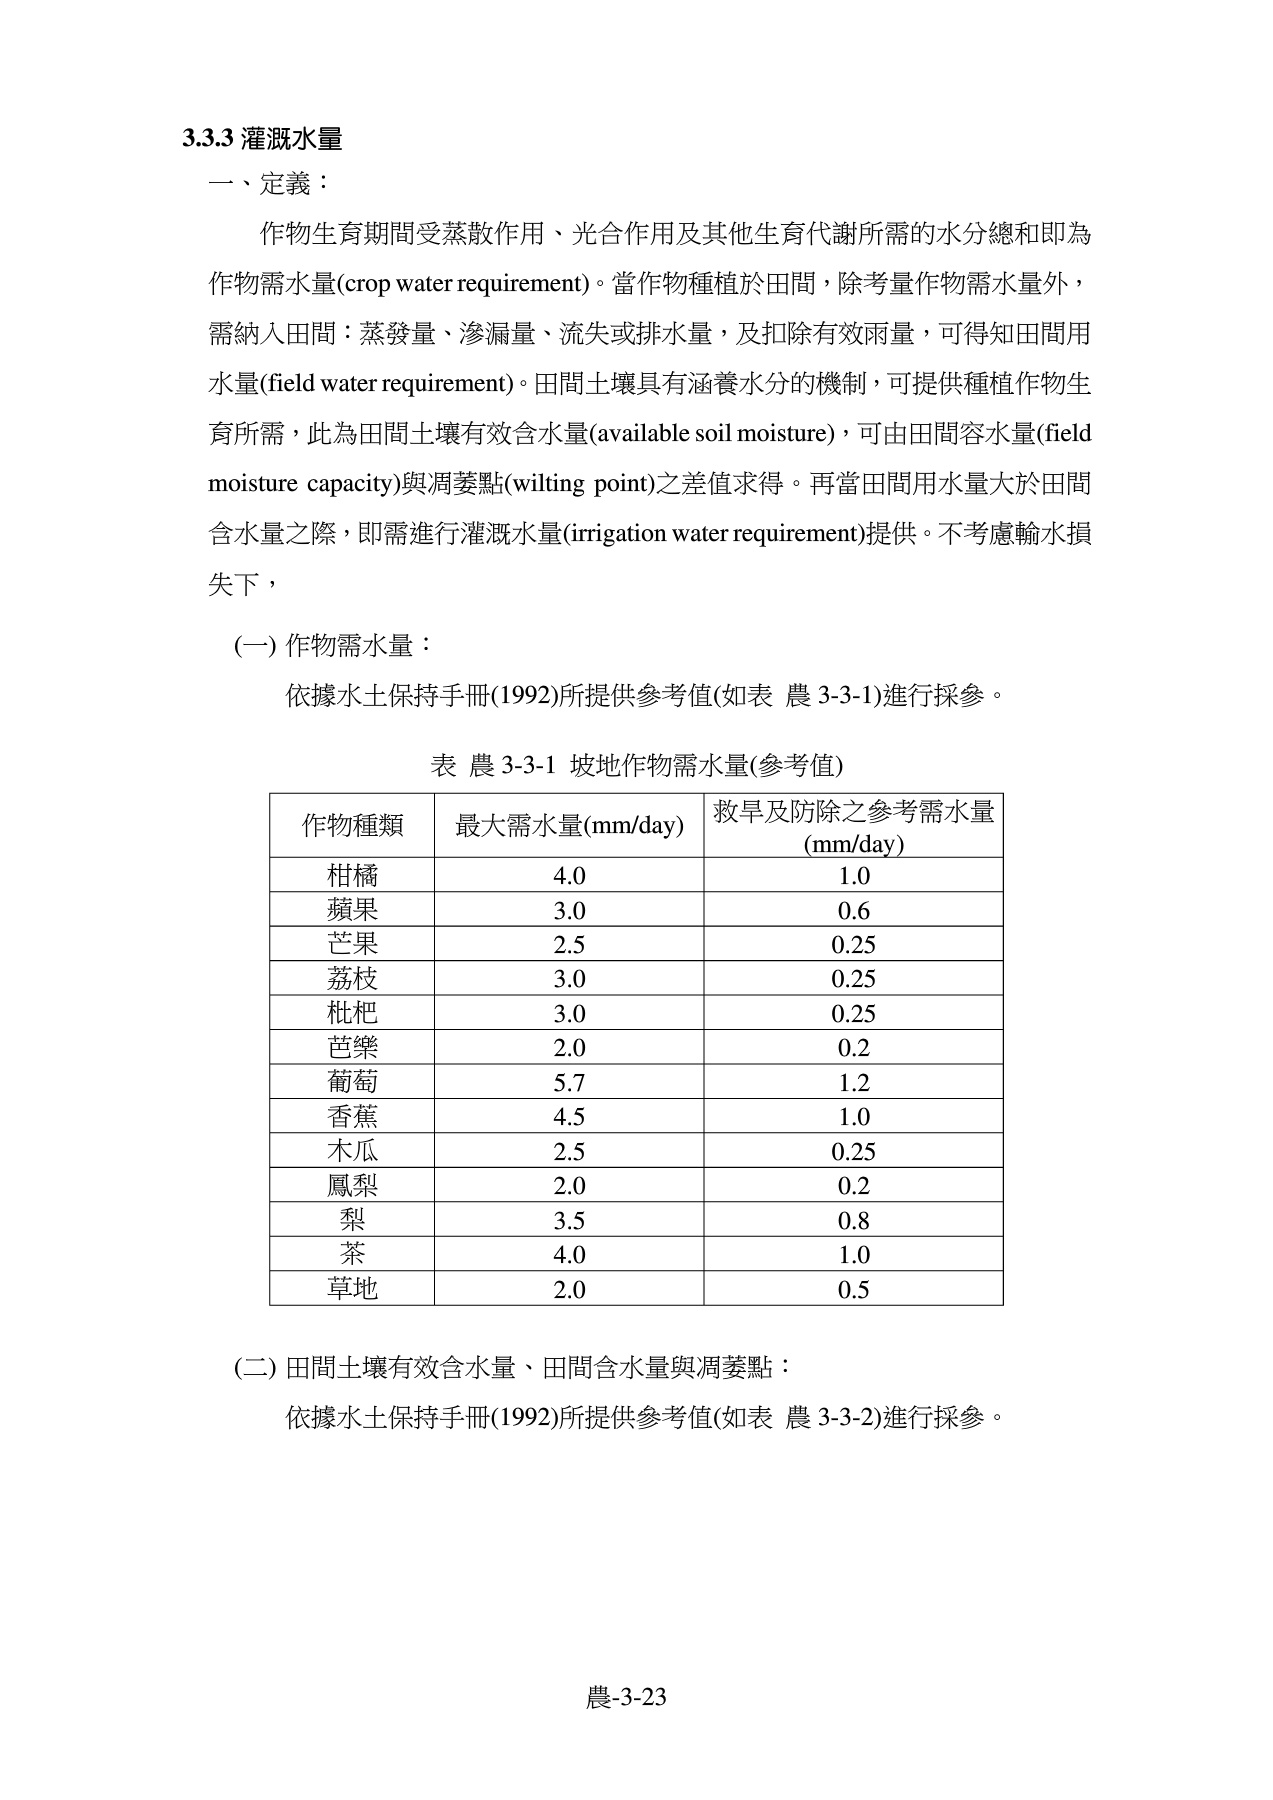 3.3.3 灌溉水量
一、定義：
作物生育期間受蒸散作用、光合作用及其他生育代謝所需的水分總和即為
作物需水量(crop water requirement)。當作物種植於田間，除考量作物需水量外，
需納入田間：蒸發量、滲漏量、流失或排水量，及扣除有效雨量，可得知田間用
水量(field water requirement)。田間土壤具有涵養水分的機制，可提供種植作物生
育所需，此為田間土壤有效含水量(available soil moisture)，可由田間容水量(field
moisture capacity)與凋萎點(wilting point)之差值求得。再當田間用水量大於田間
含水量之際，即需進行灌溉水量(irrigation water requirement)提供。不考慮輸水損
失下，
(一) 作物需水量：
依據水土保持手冊(1992)所提供參考值(如表 農 3-3-1)進行採參。
表 農 3-3-1 坡地作物需水量(參考值)
作物種類 最大需水量(mm/day) 救旱及防除之參考需水量
(mm/day)
柑橘 4.0 1.0
蘋果 3.0 0.6
芒果 2.5 0.25
荔枝 3.0 0.25
枇杷 3.0 0.25
芭樂 2.0 0.2
葡萄 5.7 1.2
香蕉 4.5 1.0
木瓜 2.5 0.25
鳳梨 2.0 0.2
梨 3.5 0.8
茶 4.0 1.0
草地 2.0 0.5
(二) 田間土壤有效含水量、田間含水量與凋萎點：
依據水土保持手冊(1992)所提供參考值(如表 農 3-3-2)進行採參。
農-3-23